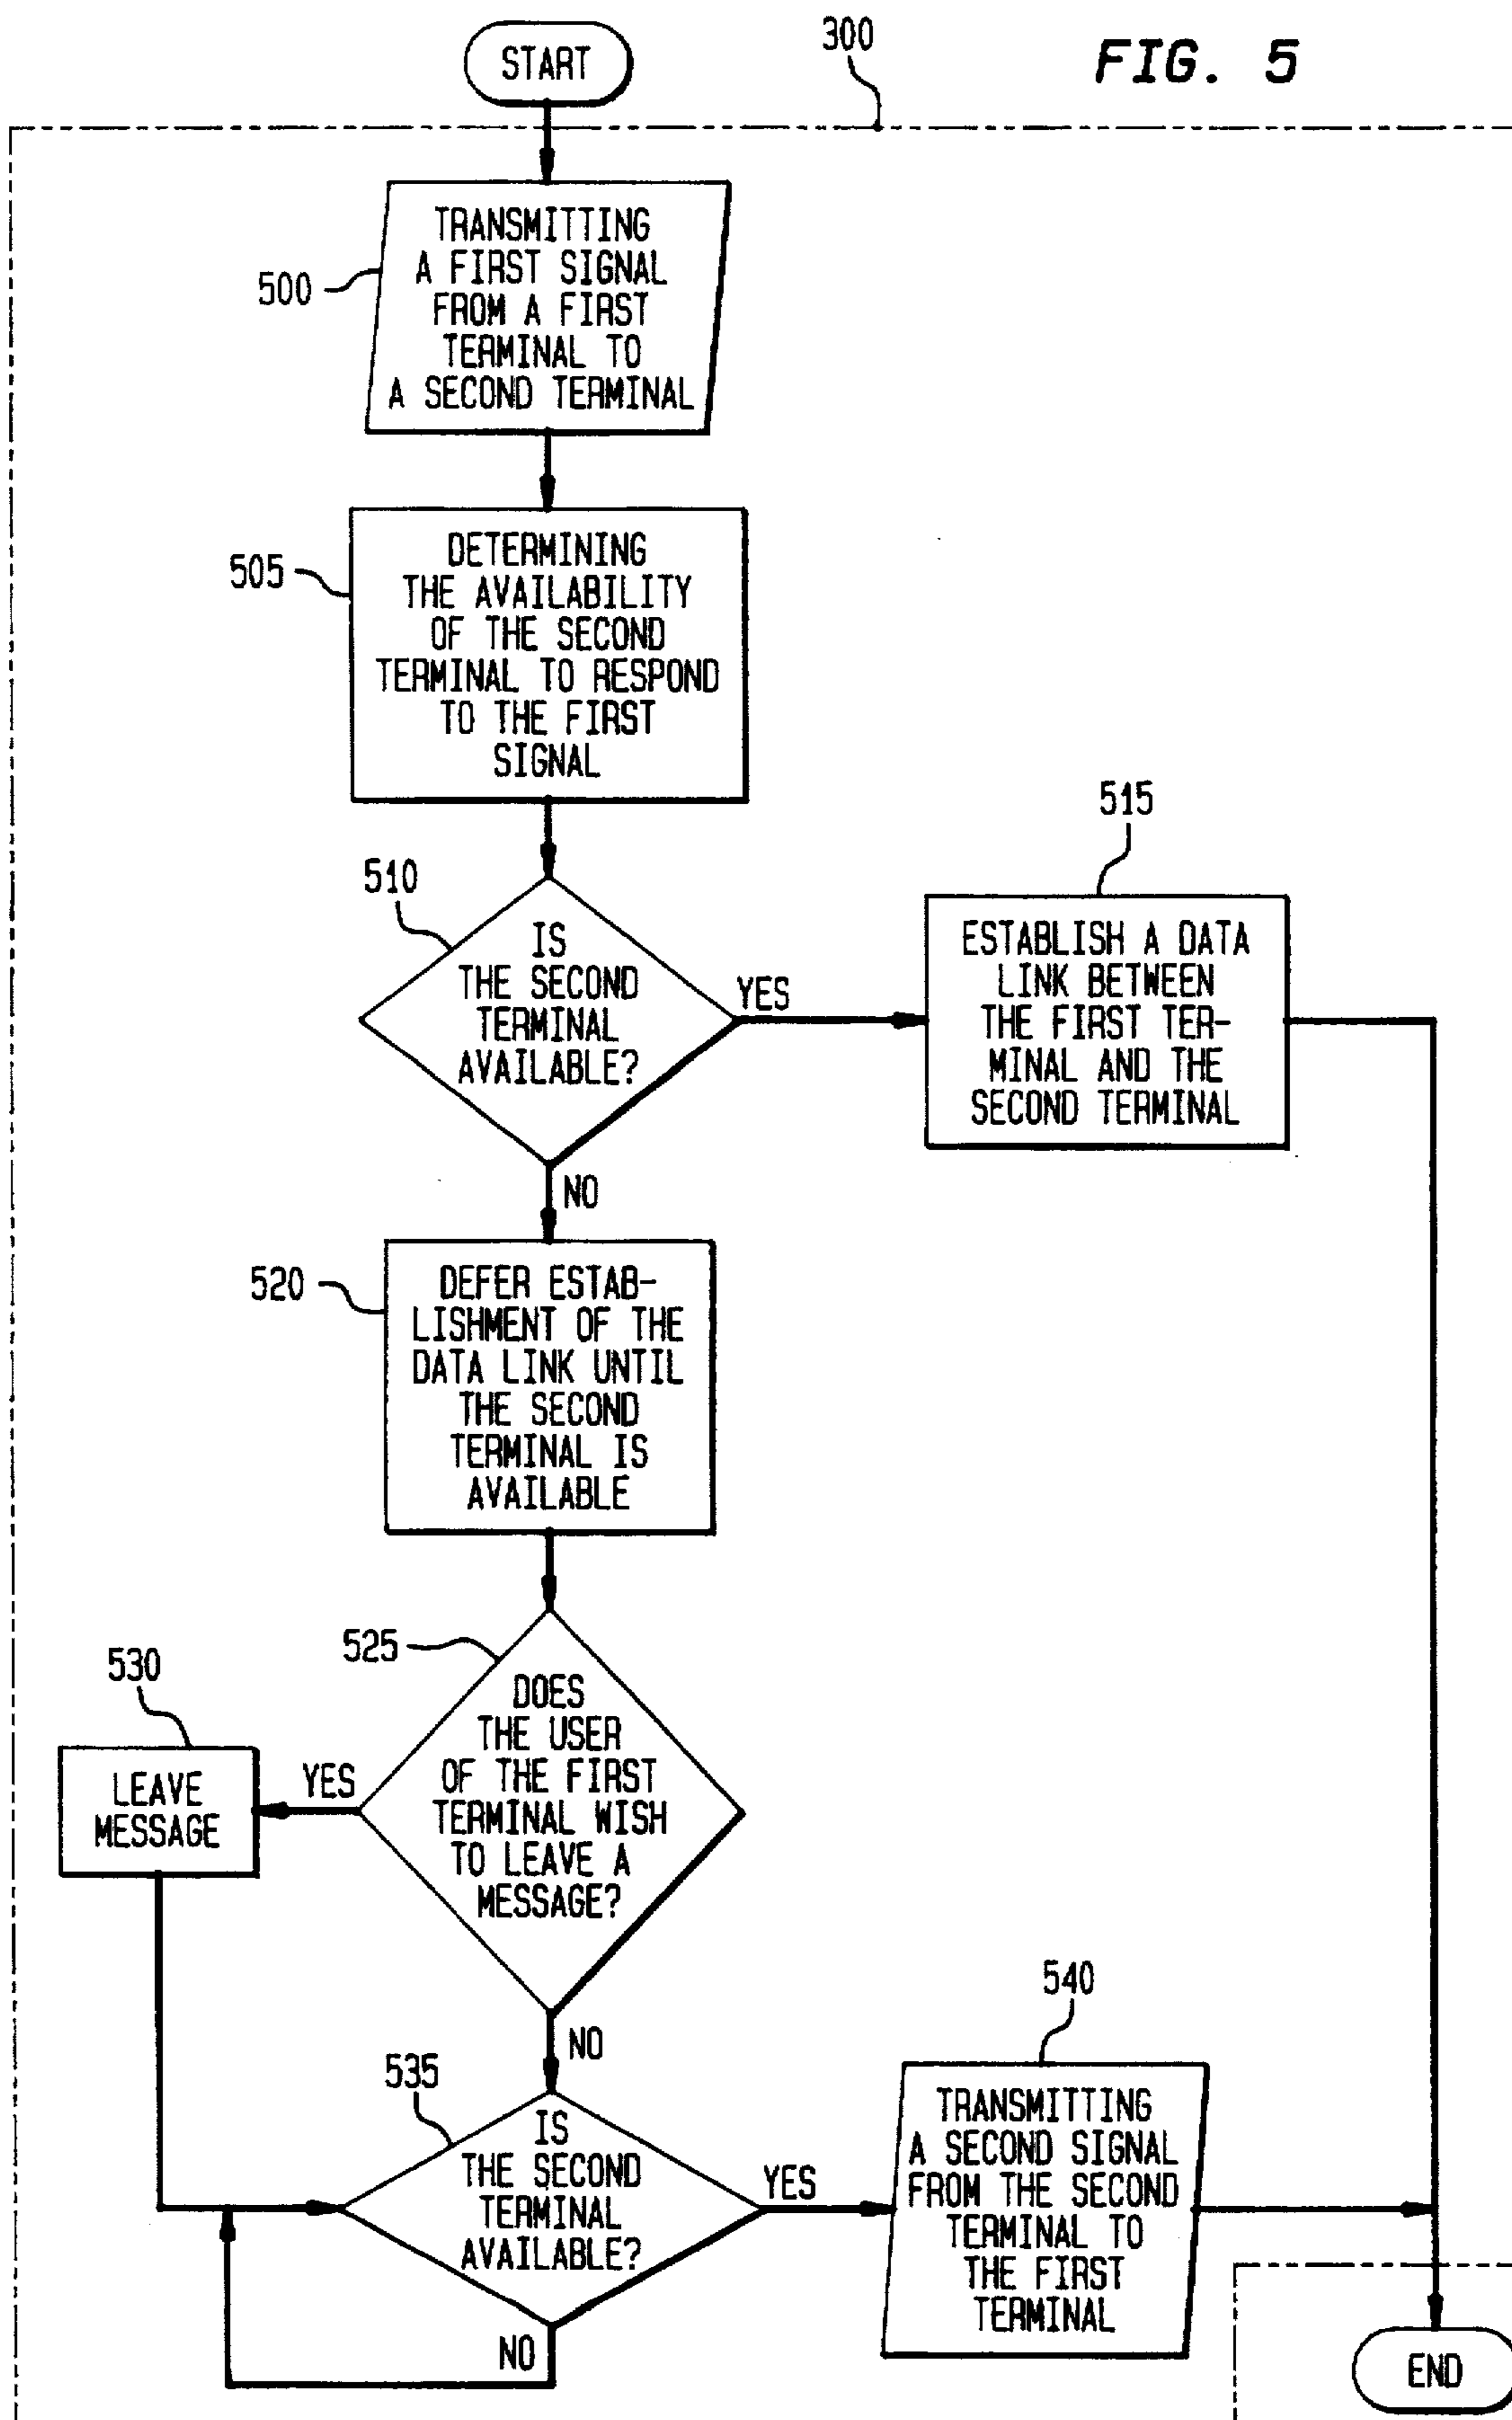 START
300
FIG. 5
500
TRANSMITTING
A FIRST SIGNAL
FROM A FIRST
TERMINAL TO
A SECOND TERMINAL
505
DETERMINING
THE AVAILABILITY
OF THE SECOND
TERMINAL TO RESPOND
TO THE FIRST
SIGNAL
510
IS
THE SECOND
TERMINAL
AVAILABLE?
YES
515
ESTABLISH A DATA
LINK BETWEEN
THE FIRST TER-
MINAL AND THE
SECOND TERMINAL
NO
520
DEFER ESTAB-
LISHMENT OF THE
DATA LINK UNTIL
THE SECOND
TERMINAL IS
AVAILABLE
525
DOES
THE USER
OF THE FIRST
TERMINAL WISH
TO LEAVE A
MESSAGE?
YES
530
LEAVE
MESSAGE
NO
535
IS
THE SECOND
TERMINAL
AVAILABLE?
YES
540
TRANSMITTING
A SECOND SIGNAL
FROM THE SECOND
TERMINAL TO
THE FIRST
TERMINAL
NO
END